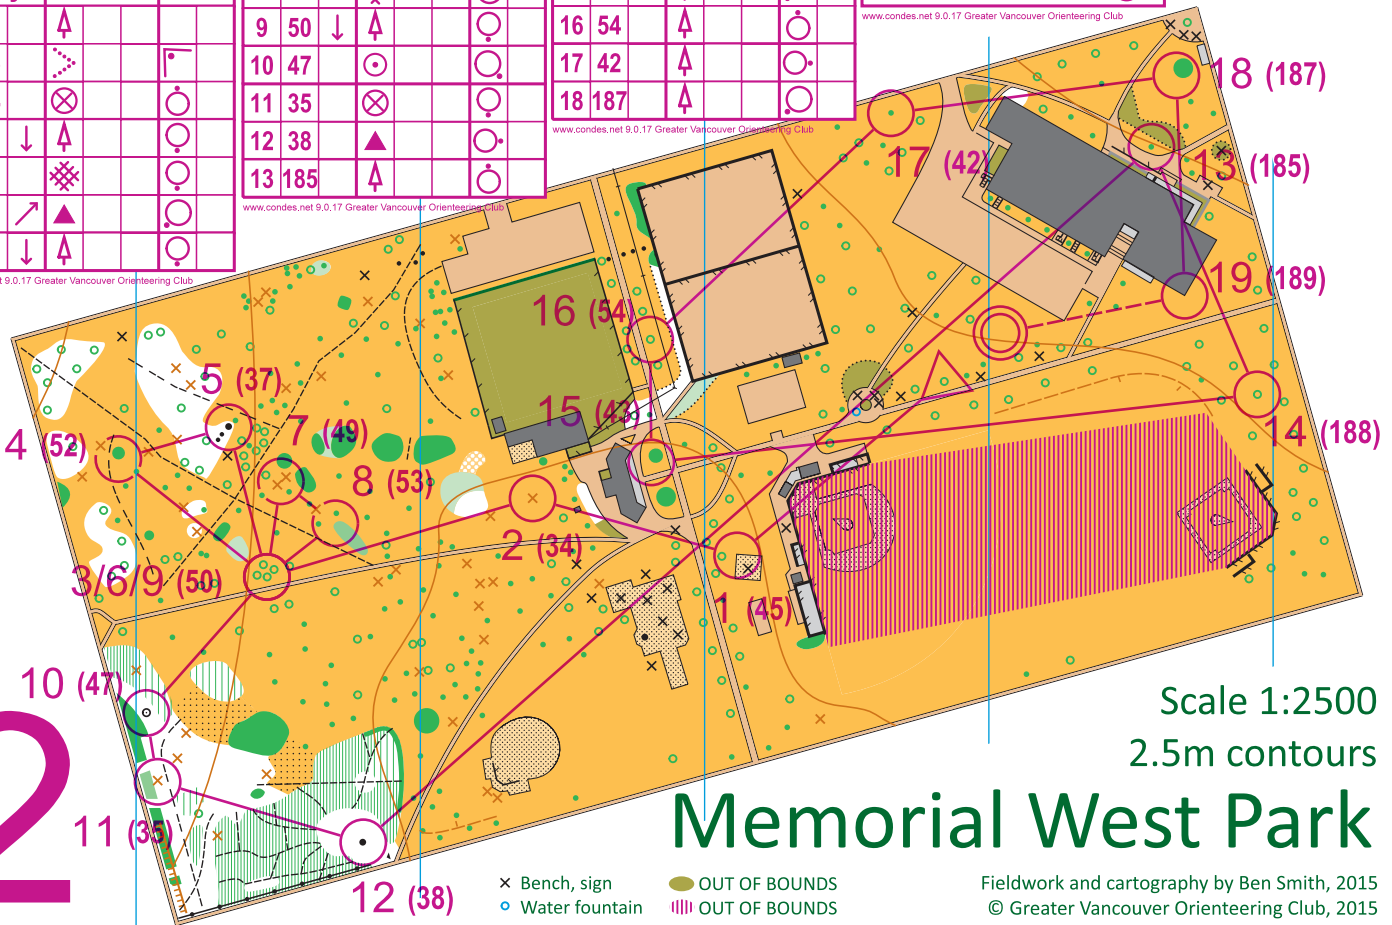 9 50
10 47
11 35
12 38
13 185
www.condes.net 9.0.17 Greater Vancouver Orienteering Club
16 54
17 42
18 187
www.condes.net 9.0.17 Greater Vancouver Orienteering Club
www.condes.net 9.0.17 Greater Vancouver Orienteering Club
9.0.17 Greater Vancouver Orienteering Club
18 (187)
17 (42)
13 (185)
19 (189)
16 (54)
5 (37)
15 (43)
7 (49)
14 (188)
4 (52)
8 (53)
2 (34)
3/6/9 (50)
1 (45)
10 (47)
2
11 (35)
12 (38)
Scale 1:2500
2.5m contours
Memorial West Park
Bench, sign
Water fountain
OUT OF BOUNDS
OUT OF BOUNDS
Fieldwork and cartography by Ben Smith, 2015
© Greater Vancouver Orienteering Club, 2015